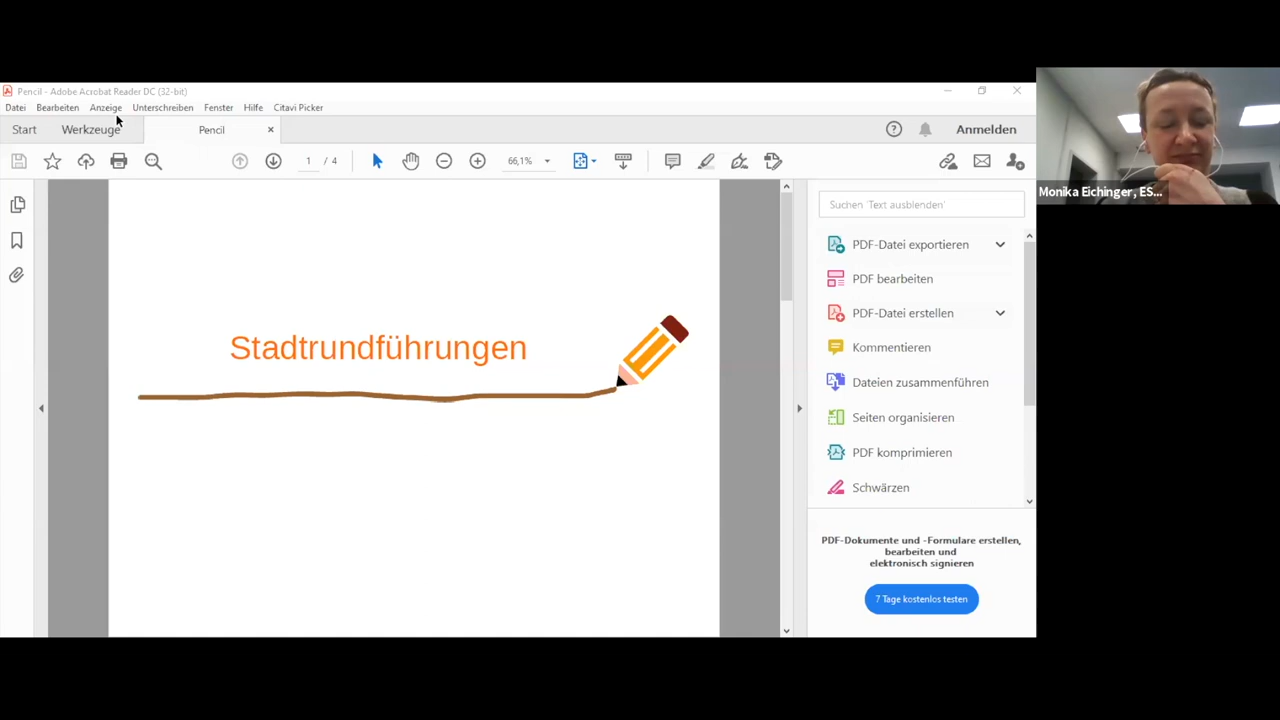 Pencil - Adobe Acrobat Reader DC (32-bit)
Datei Bearbeiten Anzeige Unterschreiben Fenster Hilfe Citavi Picker
Start Werkzeuge Pencil × Anmelden
1 / 4 66,1%
Monika Eichinger, ES...
Suchen 'Text ausblenden'
PDF-Datei exportieren
PDF bearbeiten
PDF-Datei erstellen
Kommentieren
Dateien zusammenführen
Seiten organisieren
PDF komprimieren
Schwärzen
Stadtrundführungen
PDF-Dokumente und -Formulare erstellen,
bearbeiten und
elektronisch signieren
7 Tage kostenlos testen